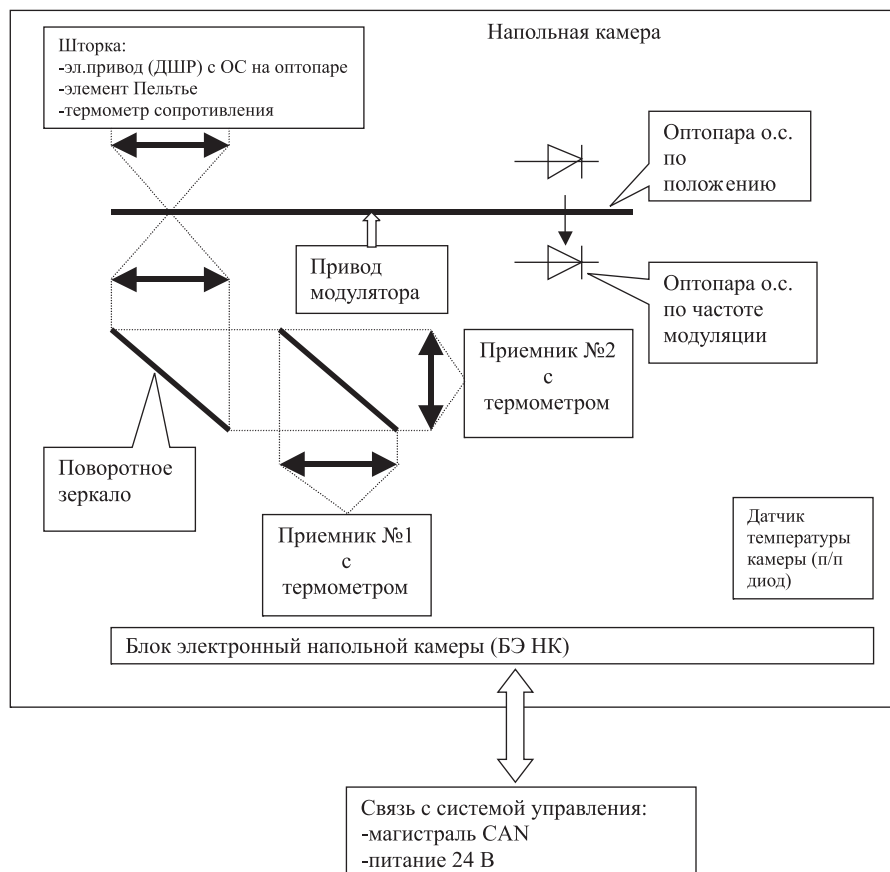 Напольная камера
Шторка:
-эл.привод (ДШР) с ОС на оптопаре
-элемент Пельтье
-термометр сопротивления
Оптопара о.с.
по
положению
Привод
модулятора
Оптопара о.с.
по частоте
модуляции
Приемник №2
с
термометром
Поворотное
зеркало
Приемник №1
с
термометром
Датчик
температуры
камеры (п/п
диод)
Блок электронный напольной камеры (БЭ НК)
Связь с системой управления:
-магистраль CAN
-питание 24 В